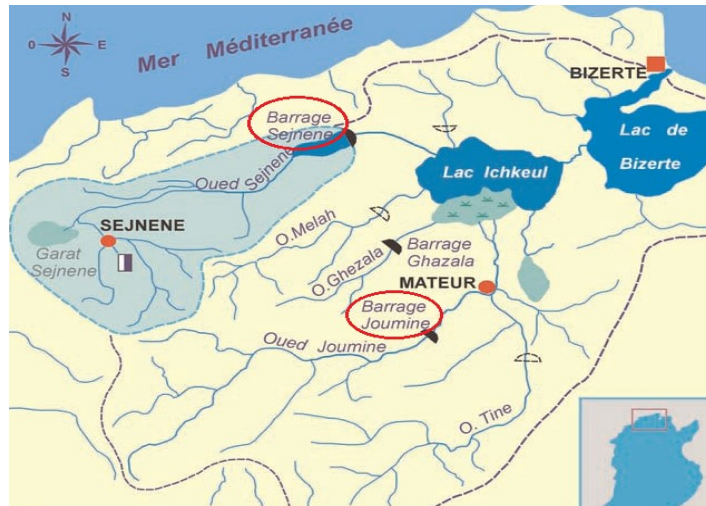 N
O E
S
Mer Méditerranée
BIZERTE
Lac de
Bizerte
Barrage
Sejnene
Oued Sejnene
Lac Ichkeul
SEJNENE
Garat
Sejnene
O.Melah
O.Ghezala
Barrage
Ghazala
MATEUR
Barrage
Joumine
Oued Joumine
O. Tine